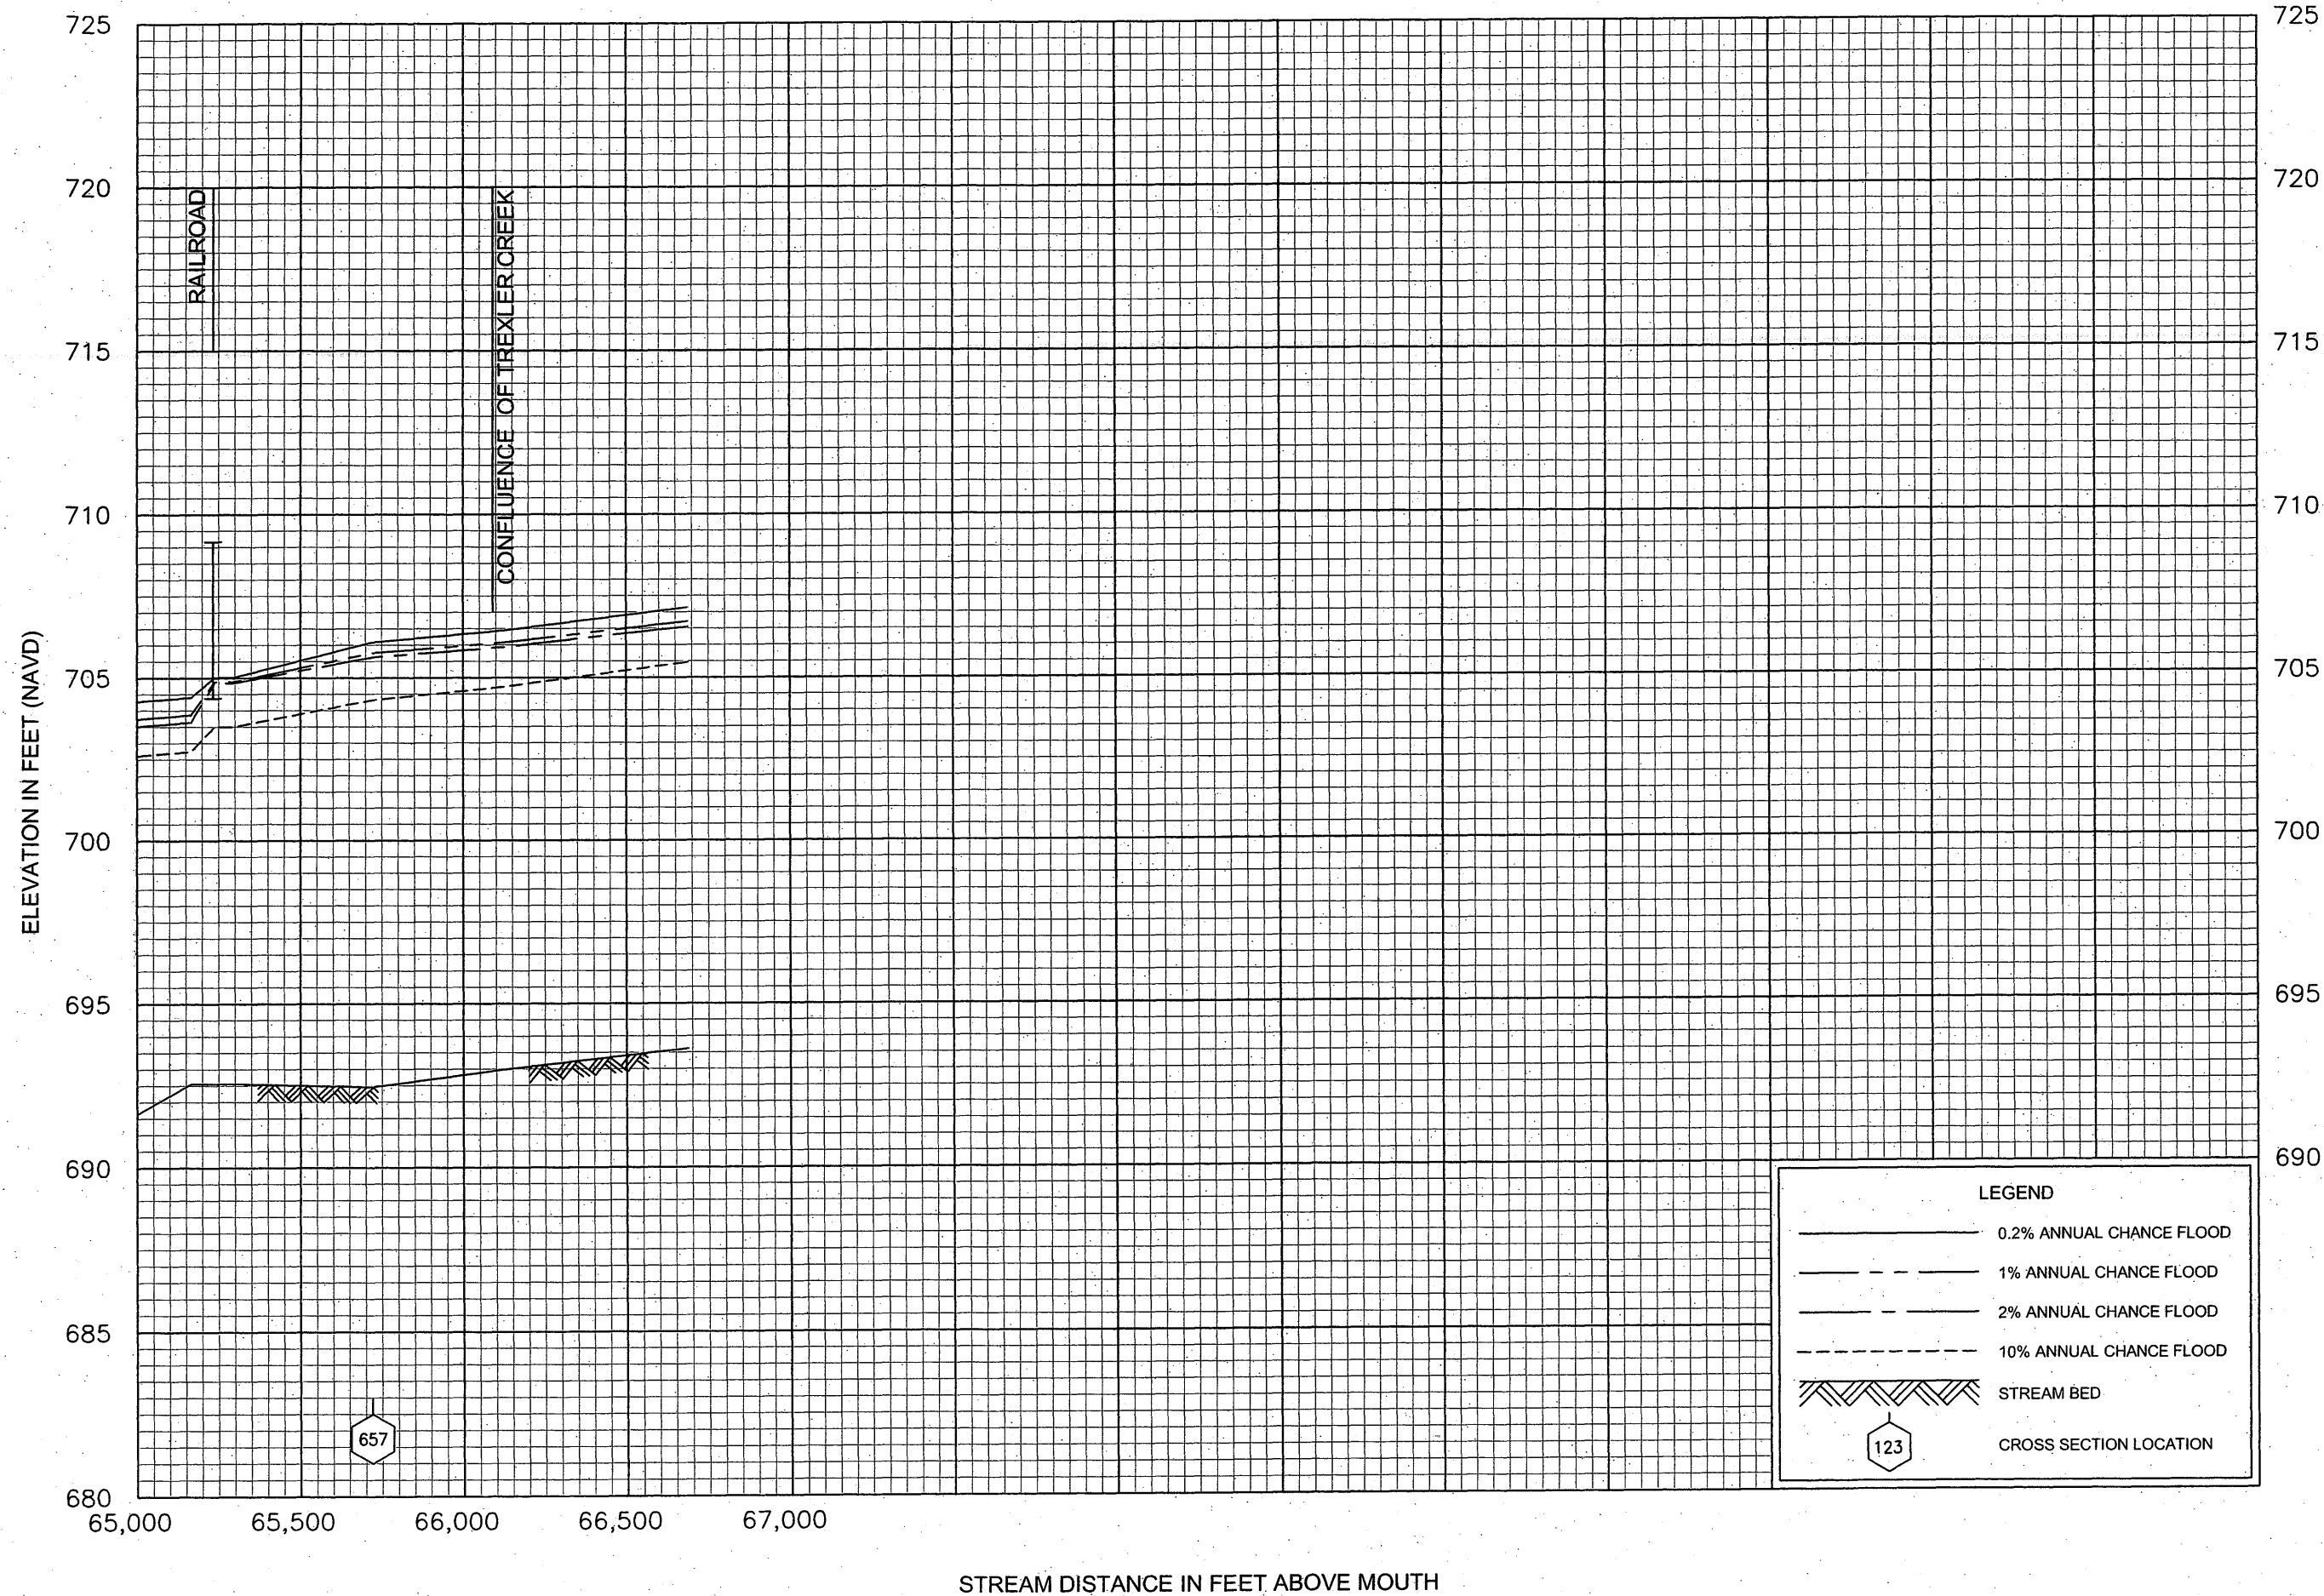 725
720
715
710
705
700
695
690
685
680
ELEVATION IN FEET (NAVD)
RAILROAD
CONFLUENCE OF TREXLER CREEK
657
725
720
715
710
705
700
695
690
LEGEND
0.2% ANNUAL CHANCE FLOOD
1% ANNUAL CHANCE FLOOD
2% ANNUAL CHANCE FLOOD
10% ANNUAL CHANCE FLOOD
STREAM BED
123 CROSS SECTION LOCATION
65,000 65,500 66,000 66,500 67,000
STREAM DISTANCE IN FEET ABOVE MOUTH